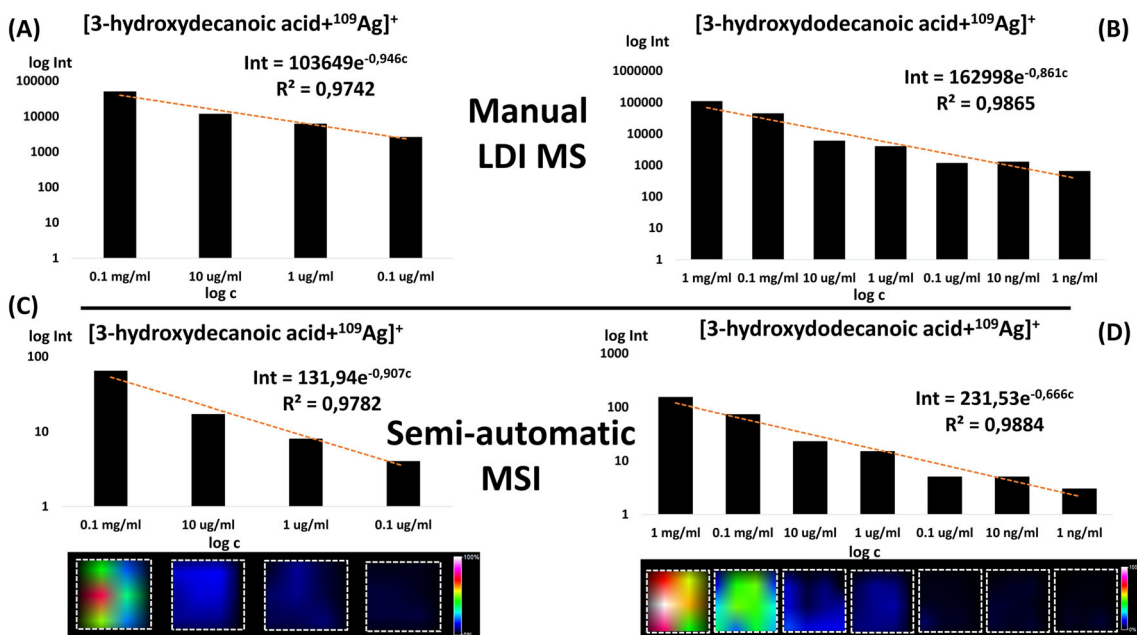 (A)
[3-hydroxydecanoic acid+109Ag]+
log Int
Int = 103649e-0,946c
R² = 0,9742
100000
10000
1000
100
10
1
0.1 mg/ml 10 ug/ml 1 ug/ml 0.1 ug/ml
log c
Manual
LDI MS
(B)
[3-hydroxydodecanoic acid+109Ag]+
log Int
Int = 162998e-0,861c
R² = 0,9865
1000000
100000
10000
1000
100
10
1
1 mg/ml 0.1 mg/ml 10 ug/ml 1 ug/ml 0.1 ug/ml 10 ng/ml 1 ng/ml
log c
(C)
[3-hydroxydecanoic acid+109Ag]+
log Int
Int = 131,94e-0,907c
R² = 0,9782
100
10
1
0.1 mg/ml 10 ug/ml 1 ug/ml 0.1 ug/ml
log c
100%
0%
Semi-automatic
MSI
(D)
[3-hydroxydodecanoic acid+109Ag]+
log Int
Int = 231,53e-0,666c
R² = 0,9884
1000
100
10
1
1 mg/ml 0.1 mg/ml 10 ug/ml 1 ug/ml 0.1 ug/ml 10 ng/ml 1 ng/ml
log c
100%
0%